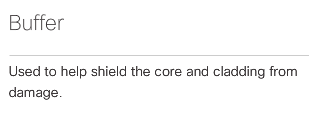 Buffer
Used to help shield the core and cladding from
damage.